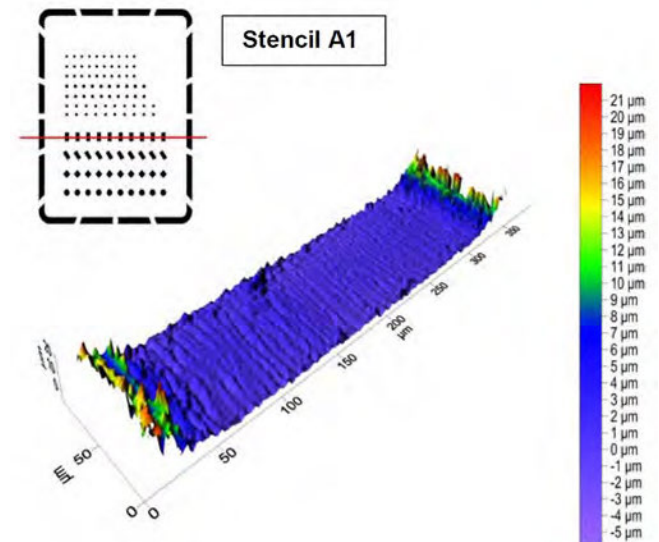 Stencil A1
21 µm
20 µm
19 µm
18 µm
17 µm
16 µm
15 µm
14 µm
13 µm
12 µm
11 µm
10 µm
9 µm
8 µm
7 µm
6 µm
5 µm
4 µm
3 µm
2 µm
1 µm
0 µm
-1 µm
-2 µm
-3 µm
-4 µm
-5 µm
350
300
250
200
µm
150
100
50
0
0
50
µm